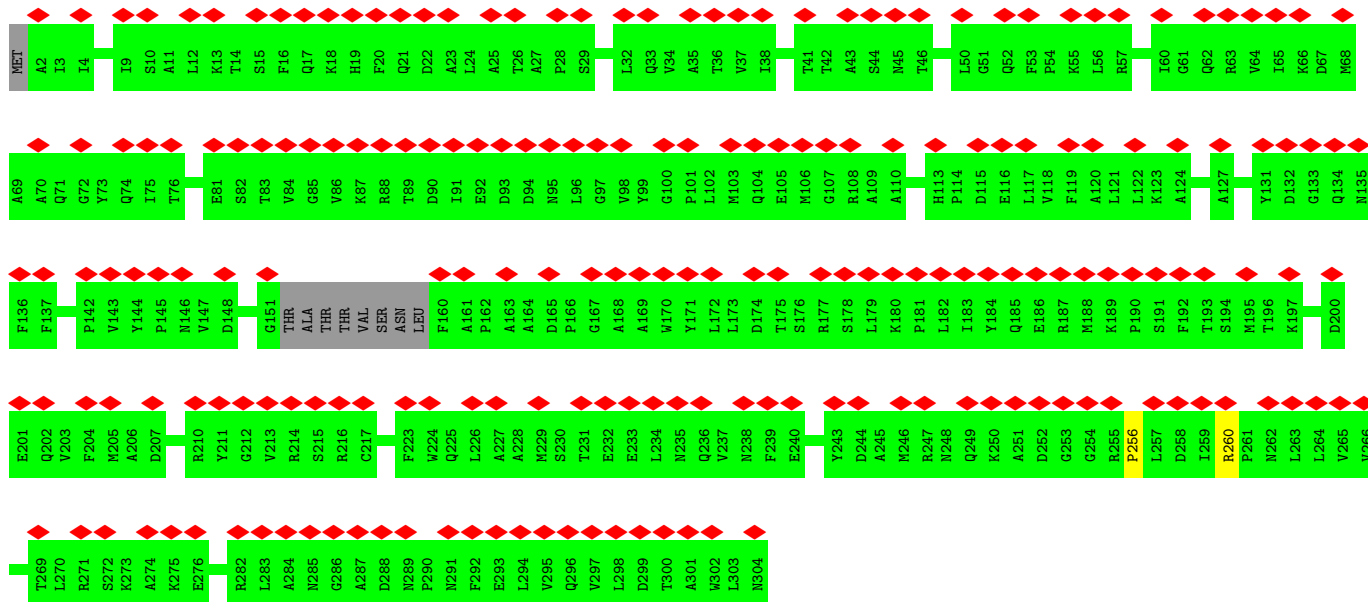 MET A2 I3 I4 I9 S10 A11 L12 K13 T14 S15 F16 Q17 K18 H19 F20 Q21 D22 A23 L24 A25 T26 A27 P28 S29 L32 Q33 V34 A35 T36 V37 I38 T41 T42 A43 S44 N45 T46 L50 G51 Q52 F53 P54 K55 L56 R57 I60 G61 Q62 R63 V64 I65 K66 D67 M68
A69 A70 Q71 G72 Y73 Q74 I75 T76 E81 S82 T83 V84 G85 V86 K87 R88 T89 D90 I91 E92 D93 D94 N95 L96 G97 V98 Y99 G100 P101 L102 M103 Q104 E105 M106 G107 R108 A109 A110 H113 P114 D115 E116 L117 V118 F119 A120 L121 L122 K123 A124 A127 Y131 D132 G133 Q134 N135
F136 F137 P142 V143 Y144 P145 N146 V147 D148 G151 THR ALA THR THR VAL SER ASN LEU F160 A161 P162 A163 A164 D165 P166 G167 A168 A169 W170 Y171 L172 L173 D174 T175 S176 R177 S178 L179 K180 P181 L182 I183 Y184 Q185 E186 R187 M188 K189 P190 S191 F192 T193 S194 M195 T196 K197 D200
E201 Q202 V203 F204 M205 A206 D207 R210 Y211 G212 V213 R214 S215 R216 G217 F223 W224 Q225 L226 A227 A228 M229 S230 T231 E232 E233 L234 N235 Q236 V237 N238 F239 E240 Y243 D244 A245 M246 R247 N248 Q249 K250 A251 D252 G253 G254 R255 P256 L257 D258 I259 R260 P261 N262 L263 L264 V265 V266
T269 L270 R271 S272 K273 A274 K275 E276 R282 L283 A284 N285 G286 A287 D288 N289 P290 N291 F292 E293 L294 V295 Q296 V297 L298 D299 T300 A301 W302 L303 N304